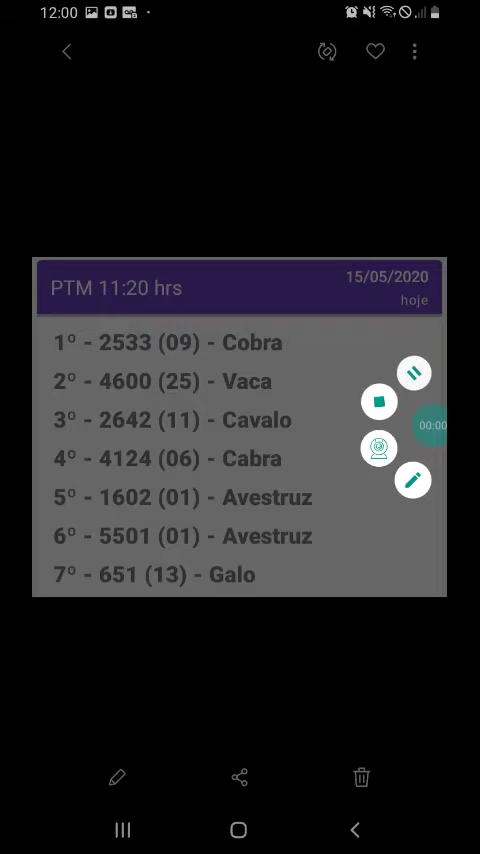 12:00
PTM 11:20 hrs
15/05/2020
hoje
1º - 2533 (09) - Cobra
2º - 4600 (25) - Vaca
3º - 2642 (11) - Cavalo
4º - 4124 (06) - Cabra
5º - 1602 (01) - Avestruz
6º - 5501 (01) - Avestruz
7º - 651 (13) - Galo
00:00